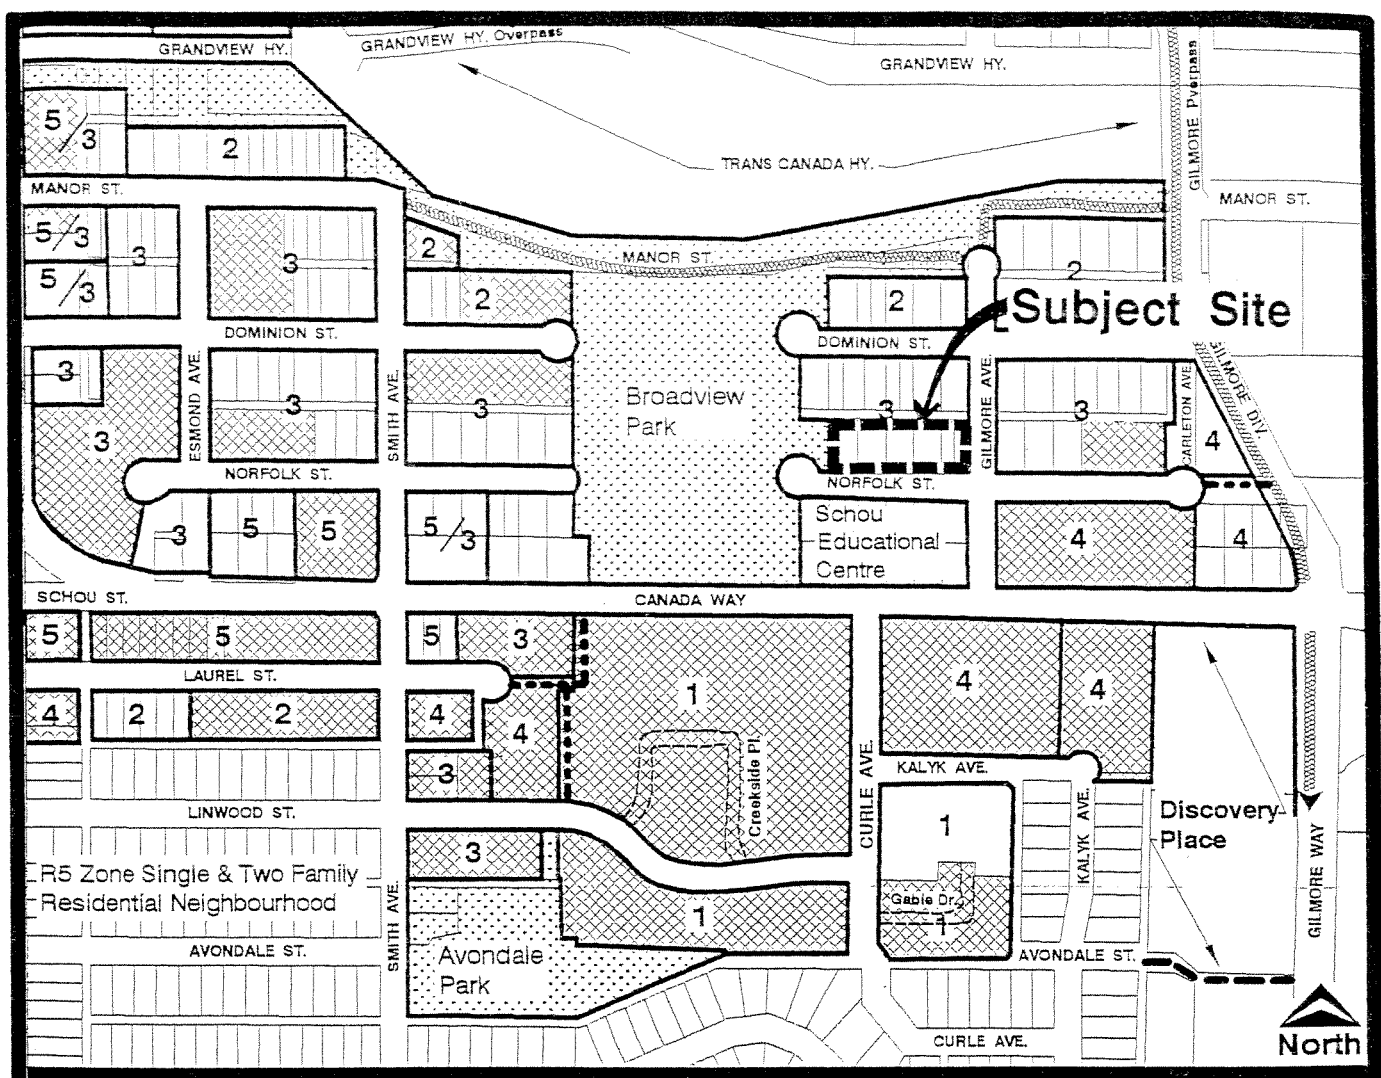 GRANDVIEW HY.
GRANDVIEW HY. Overpass
GRANDVIEW HY.
GILMORE Pverpass
5/3
2
TRANS CANADA HY.
MANOR ST.
MANOR ST.
5/3
3
3
2
MANOR ST.
2
5/3
2
2
Subject Site
DOMINION ST.
DOMINION ST.
GILMORE DIV.
3
ESMOND AVE.
3
SMITH AVE.
3
Broadview
Park
3
GILMORE AVE.
3
CARLETON AVE.
4
3
NORFOLK ST.
NORFOLK ST.
3
5
5
5/3
Schou
Educational
Centre
4
4
SCHOU ST.
CANADA WAY
5
5
5
3
1
4
4
LAUREL ST.
4
2
2
4
4
3
Creekside Pl.
CURLE AVE.
KALYK AVE.
KALYK AVE.
Discovery
Place
LINWOOD ST.
1
GILMORE WAY
3
R5 Zone Single & Two Family
Residential Neighbourhood
SMITH AVE.
1
Gable Dr.
1
AVONDALE ST.
Avondale
Park
AVONDALE ST.
CURLE AVE.
North